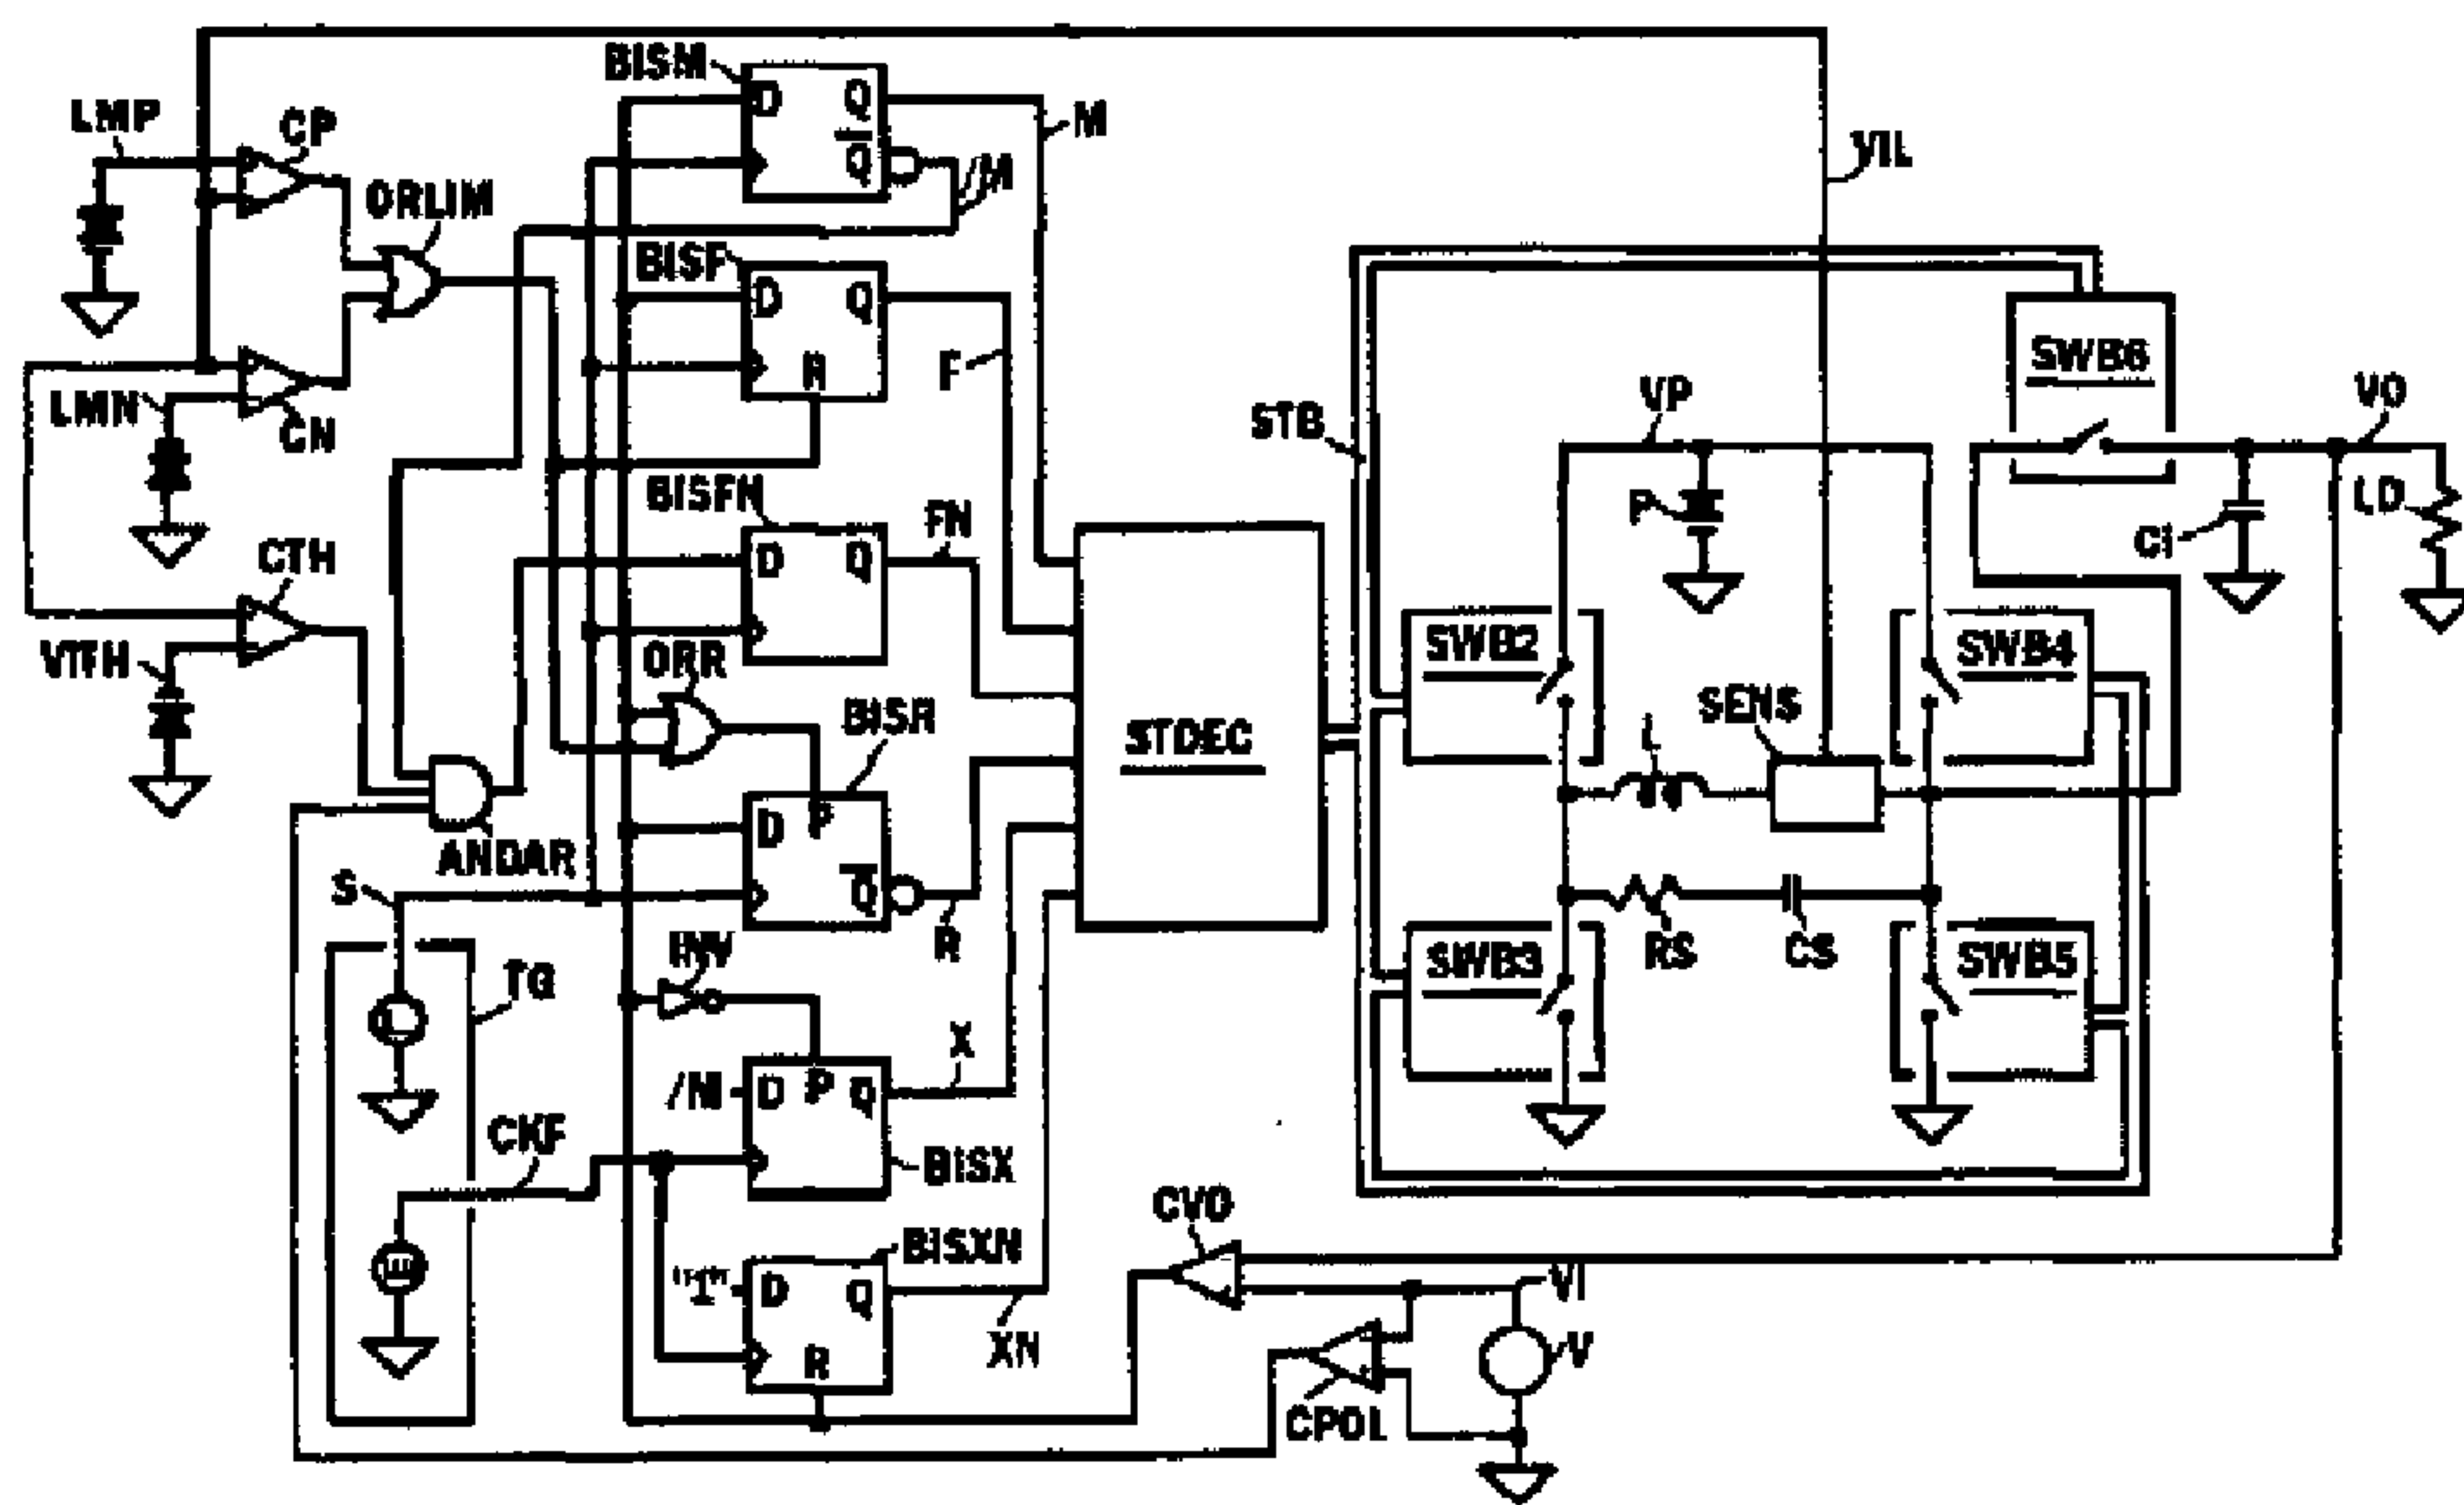 BISM
D Q
Q
M
/M
LMP
CP
ORLIM
VIL
BISF
D Q
R
F
SWB6
LMN
CN
STB
VP
VO
BISFN
D Q
FN
P
LD
CI
CTH
VTFH
ORR
BISR
SWB2
SENS
SWB4
L
STDEC
D P
Q
ANDAR
S
R
RS
CS
INV
TG
SWB3
SWB5
X
/M
D P Q
CKF
BISX
CVO
BISXN
"1"
D Q
R
XN
VI
V
CPOL